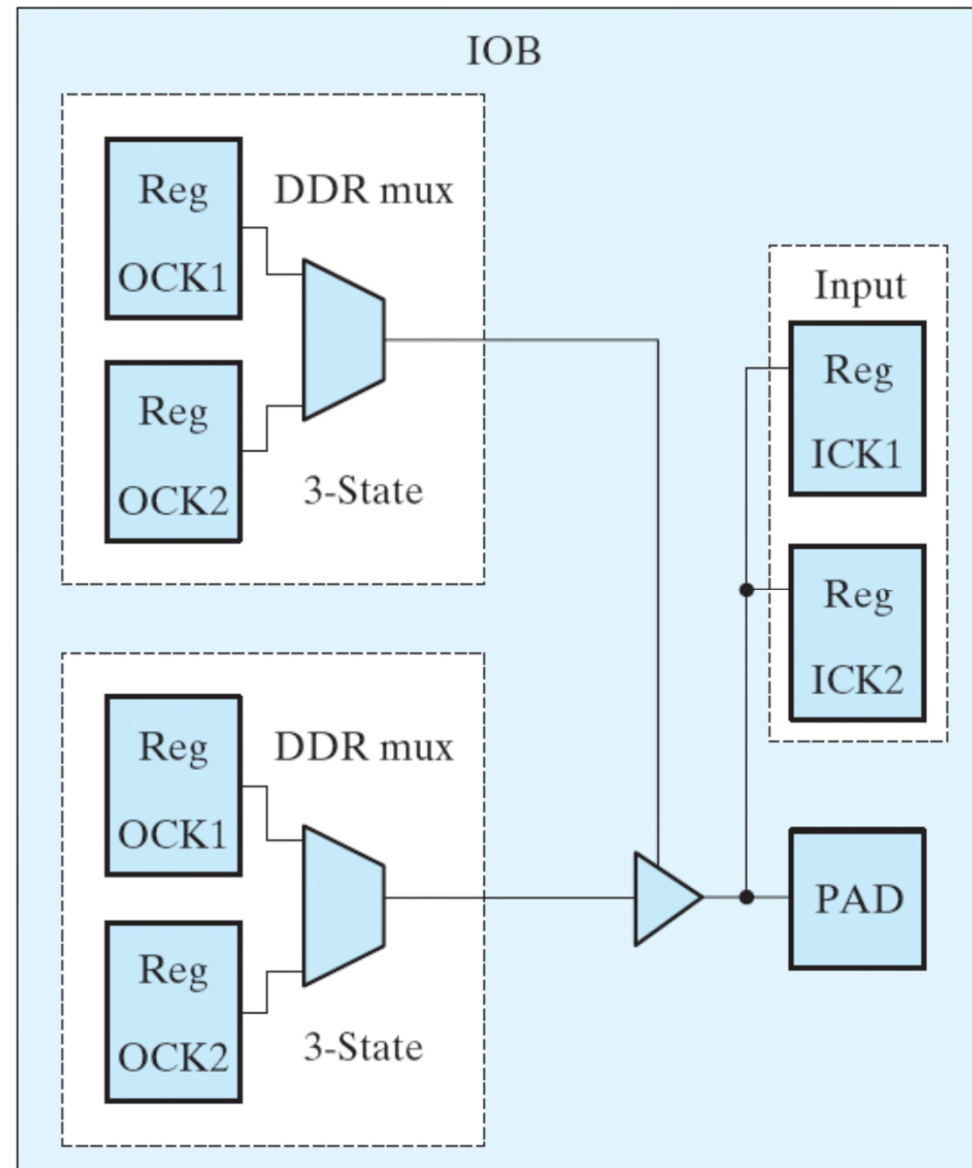 IOB
Reg
DDR mux
OCK1
Reg
OCK2
3-State
Input
Reg
ICK1
Reg
ICK2
Reg
DDR mux
OCK1
Reg
OCK2
3-State
PAD